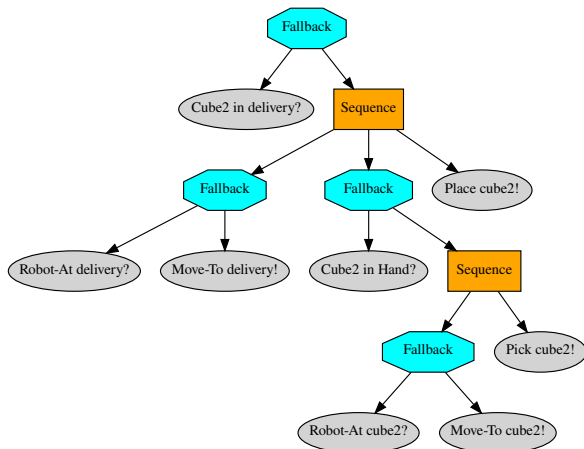 Fallback
Cube2 in delivery?
Sequence
Fallback
Fallback
Place cube2!
Robot-At delivery?
Move-To delivery!
Cube2 in Hand?
Sequence
Fallback
Pick cube2!
Robot-At cube2?
Move-To cube2!